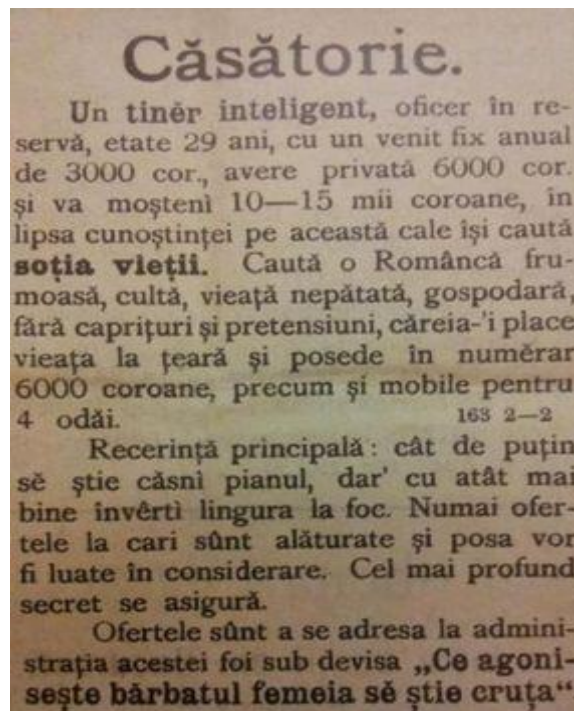 Căsătorie.
Un tinĕr inteligent, oficer în re-
servă, etate 29 ani, cu un venit fix anual
de 3000 cor., avere privată 6000 cor.
și va moștenì 10—15 mii coroane, în
lipsa cunoștinței pe această cale își caută
soția vieții. Caută o Româncă fru-
moasă, cultă, vieață nepătată, gospodară,
fără caprițuri și pretensiuni, căreia-'i place
vieața la țeară și posede în numĕrar
6000 coroane, precum și mobile pentru
4 odăi. 163 2—2
Recerință principală: cât de puțin
sĕ știe căsni pianul, dar' cu atât mai
bine învêrtì lingura la foc. Numai ofer-
tele la cari sûnt alăturate și posa vor
fi luate în considerare. Cel mai profund
secret se asigură.
Ofertele sûnt a se adresa la admini-
strația acestei foi sub devisa „Ce agoni-
sește bărbatul femeia sĕ știe cruța“